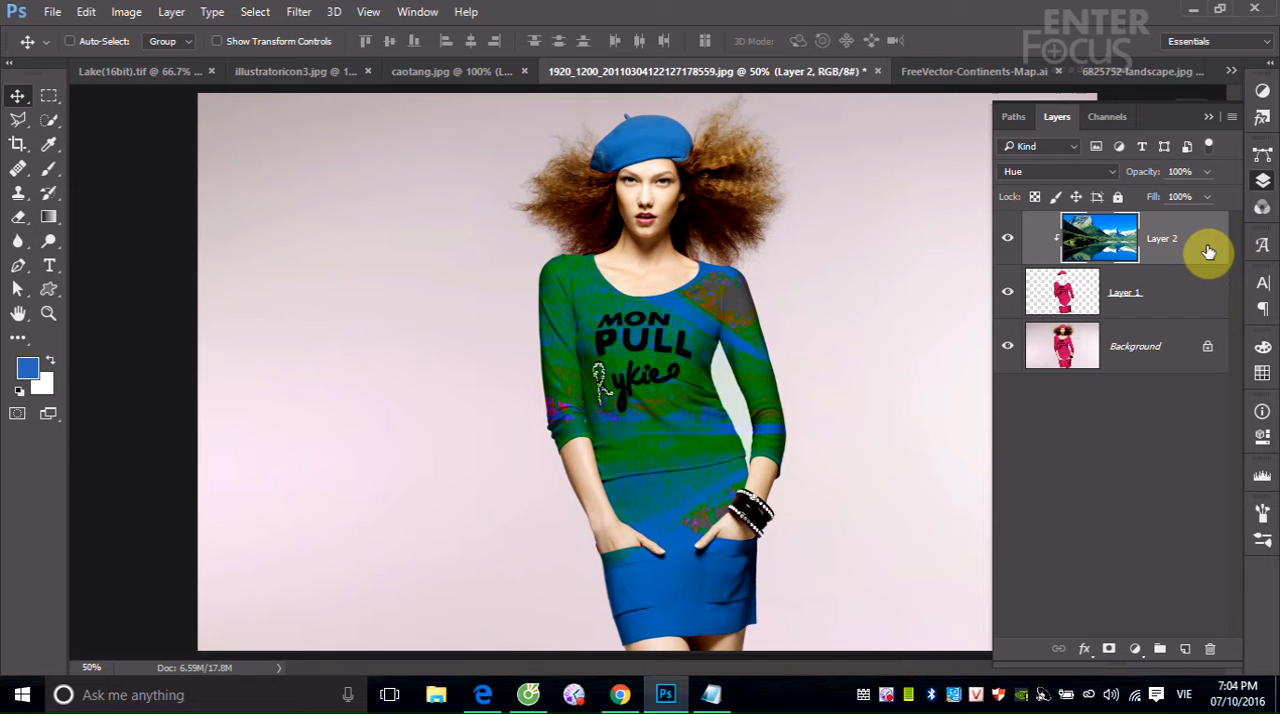 Ps File Edit Image Layer Type Select Filter 3D View Window Help
ENTER
FOCUS
Auto-Select: Group Show Transform Controls 3D Mode: Essentials
Lake(16bit).tif @ 66.7% ... × illustratoricon3.jpg @ 1... × caotang.jpg @ 100% (L... × 1920_1200_20110304122127178559.jpg @ 50% (Layer 2, RGB/8#) * × FreeVector-Continents-Map.ai × 6825752-landscape.jpg ... ×
Paths Layers Channels
Kind
Hue Opacity: 100%
Lock: Fill: 100%
Layer 2
Layer 1
Background
MON
PULL
Rykiel
50% Doc: 6.59M/17.8M
Ask me anything
VIE
7:04 PM
07/10/2016